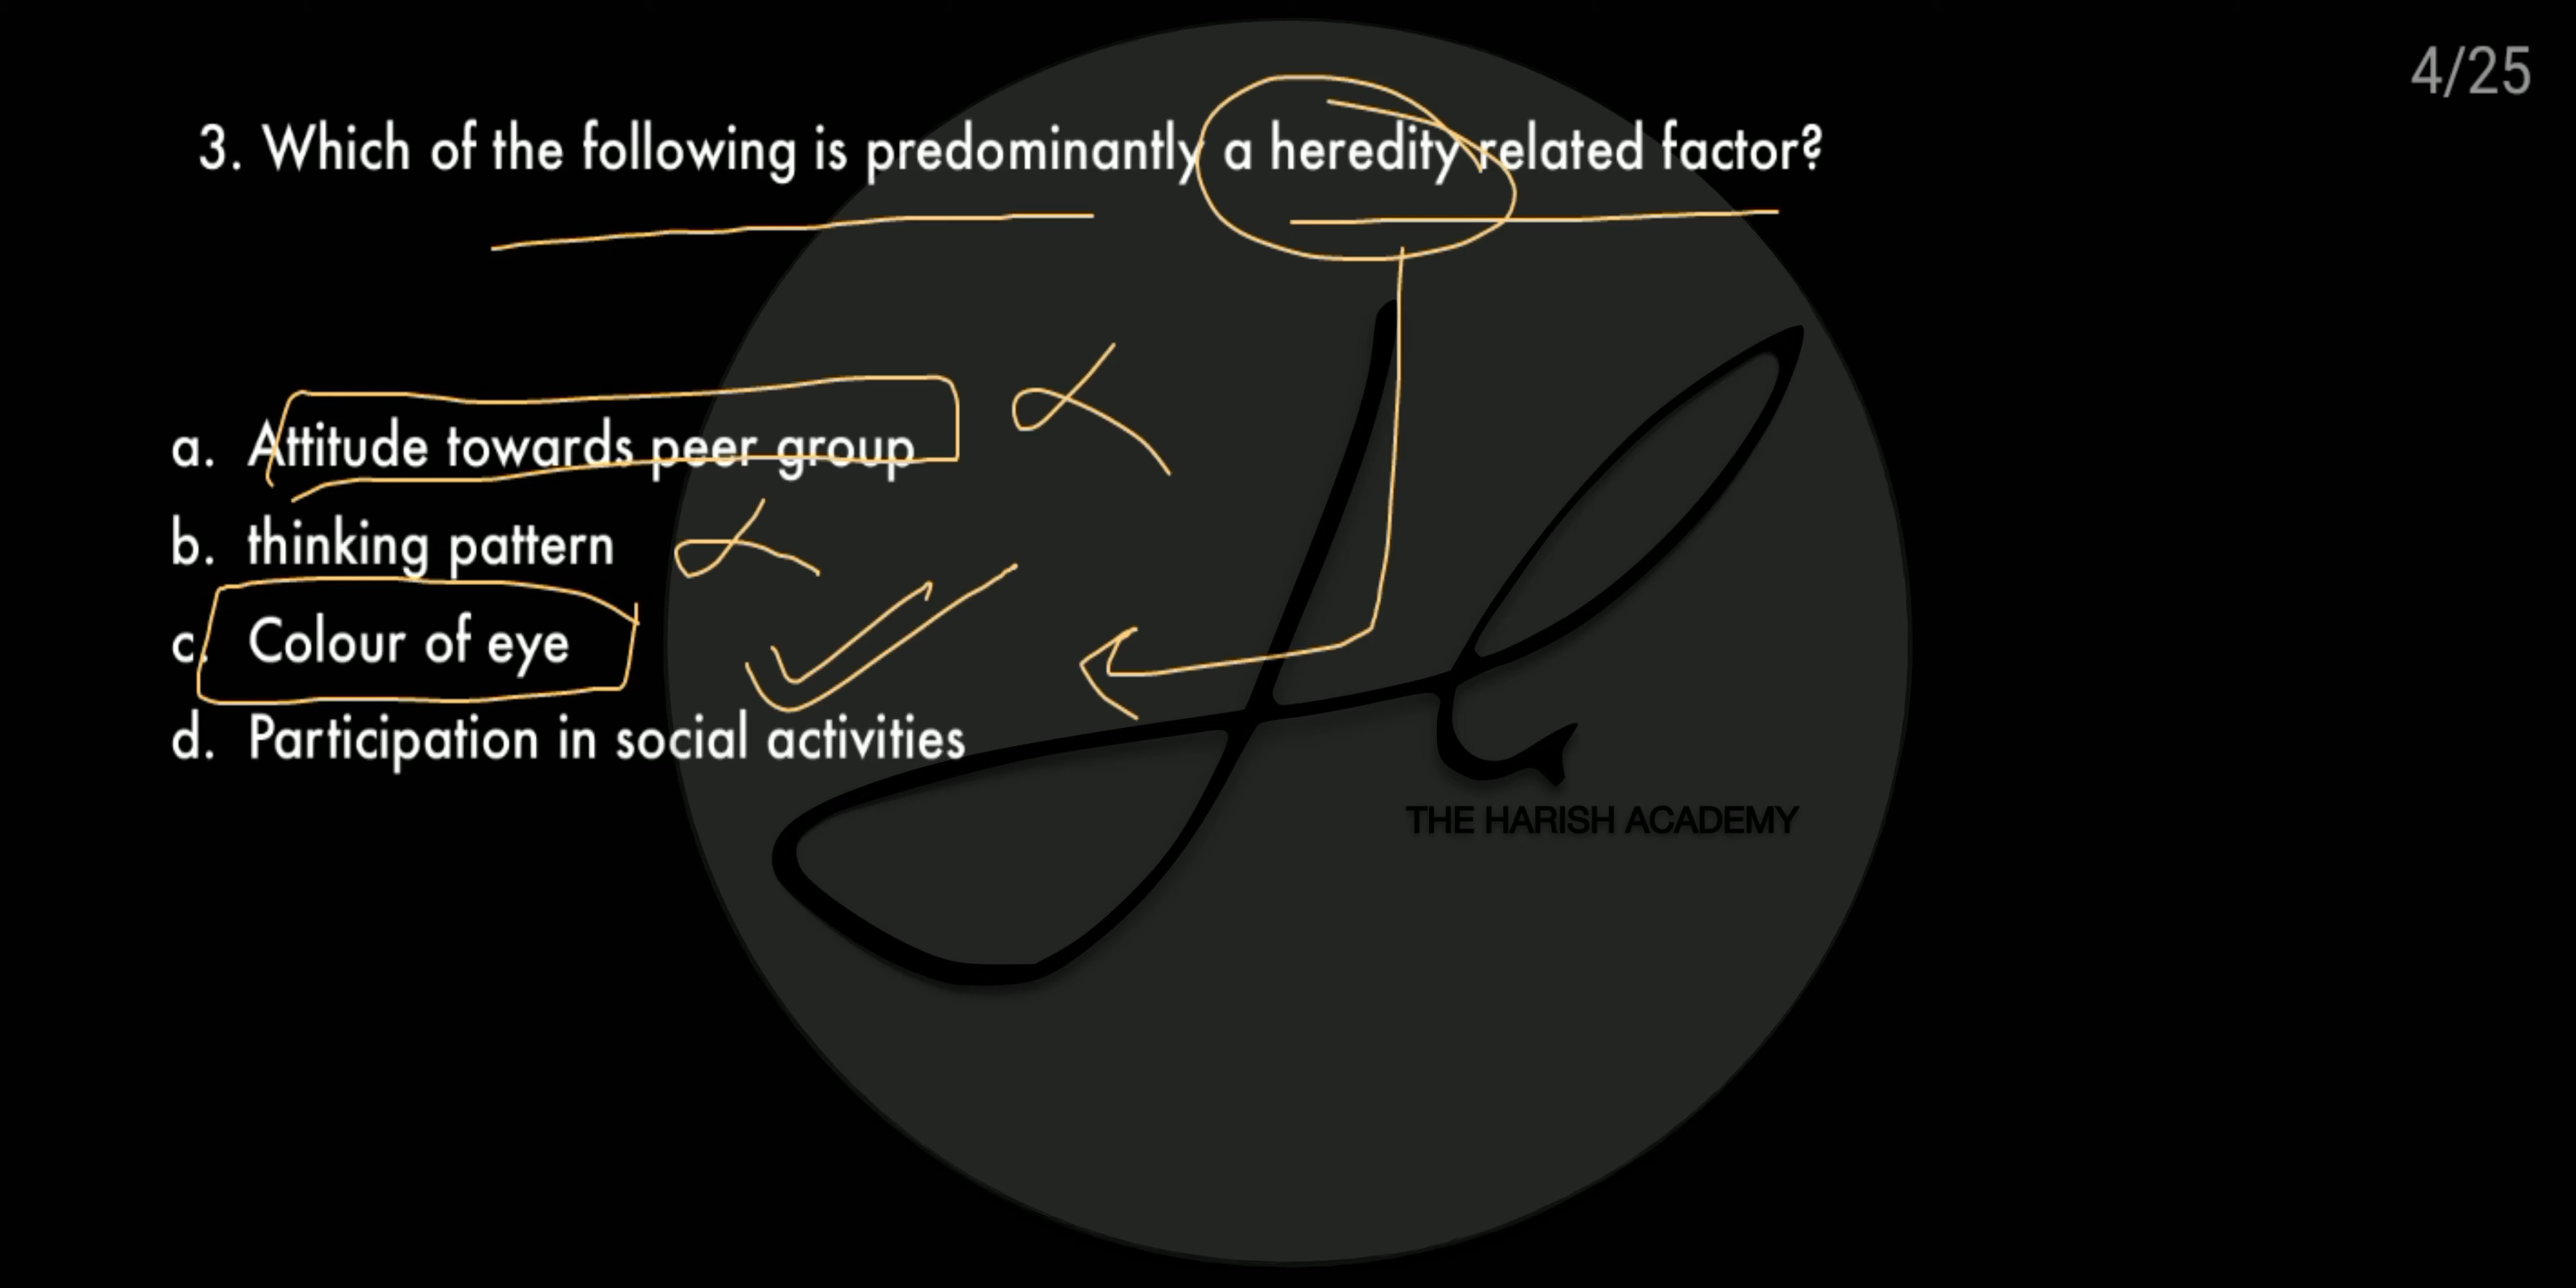 4/25
3. Which of the following is predominantly a heredity related factor?
a. Attitude towards peer group
b. thinking pattern
c. Colour of eye
d. Participation in social activities
THE HARISH ACADEMY